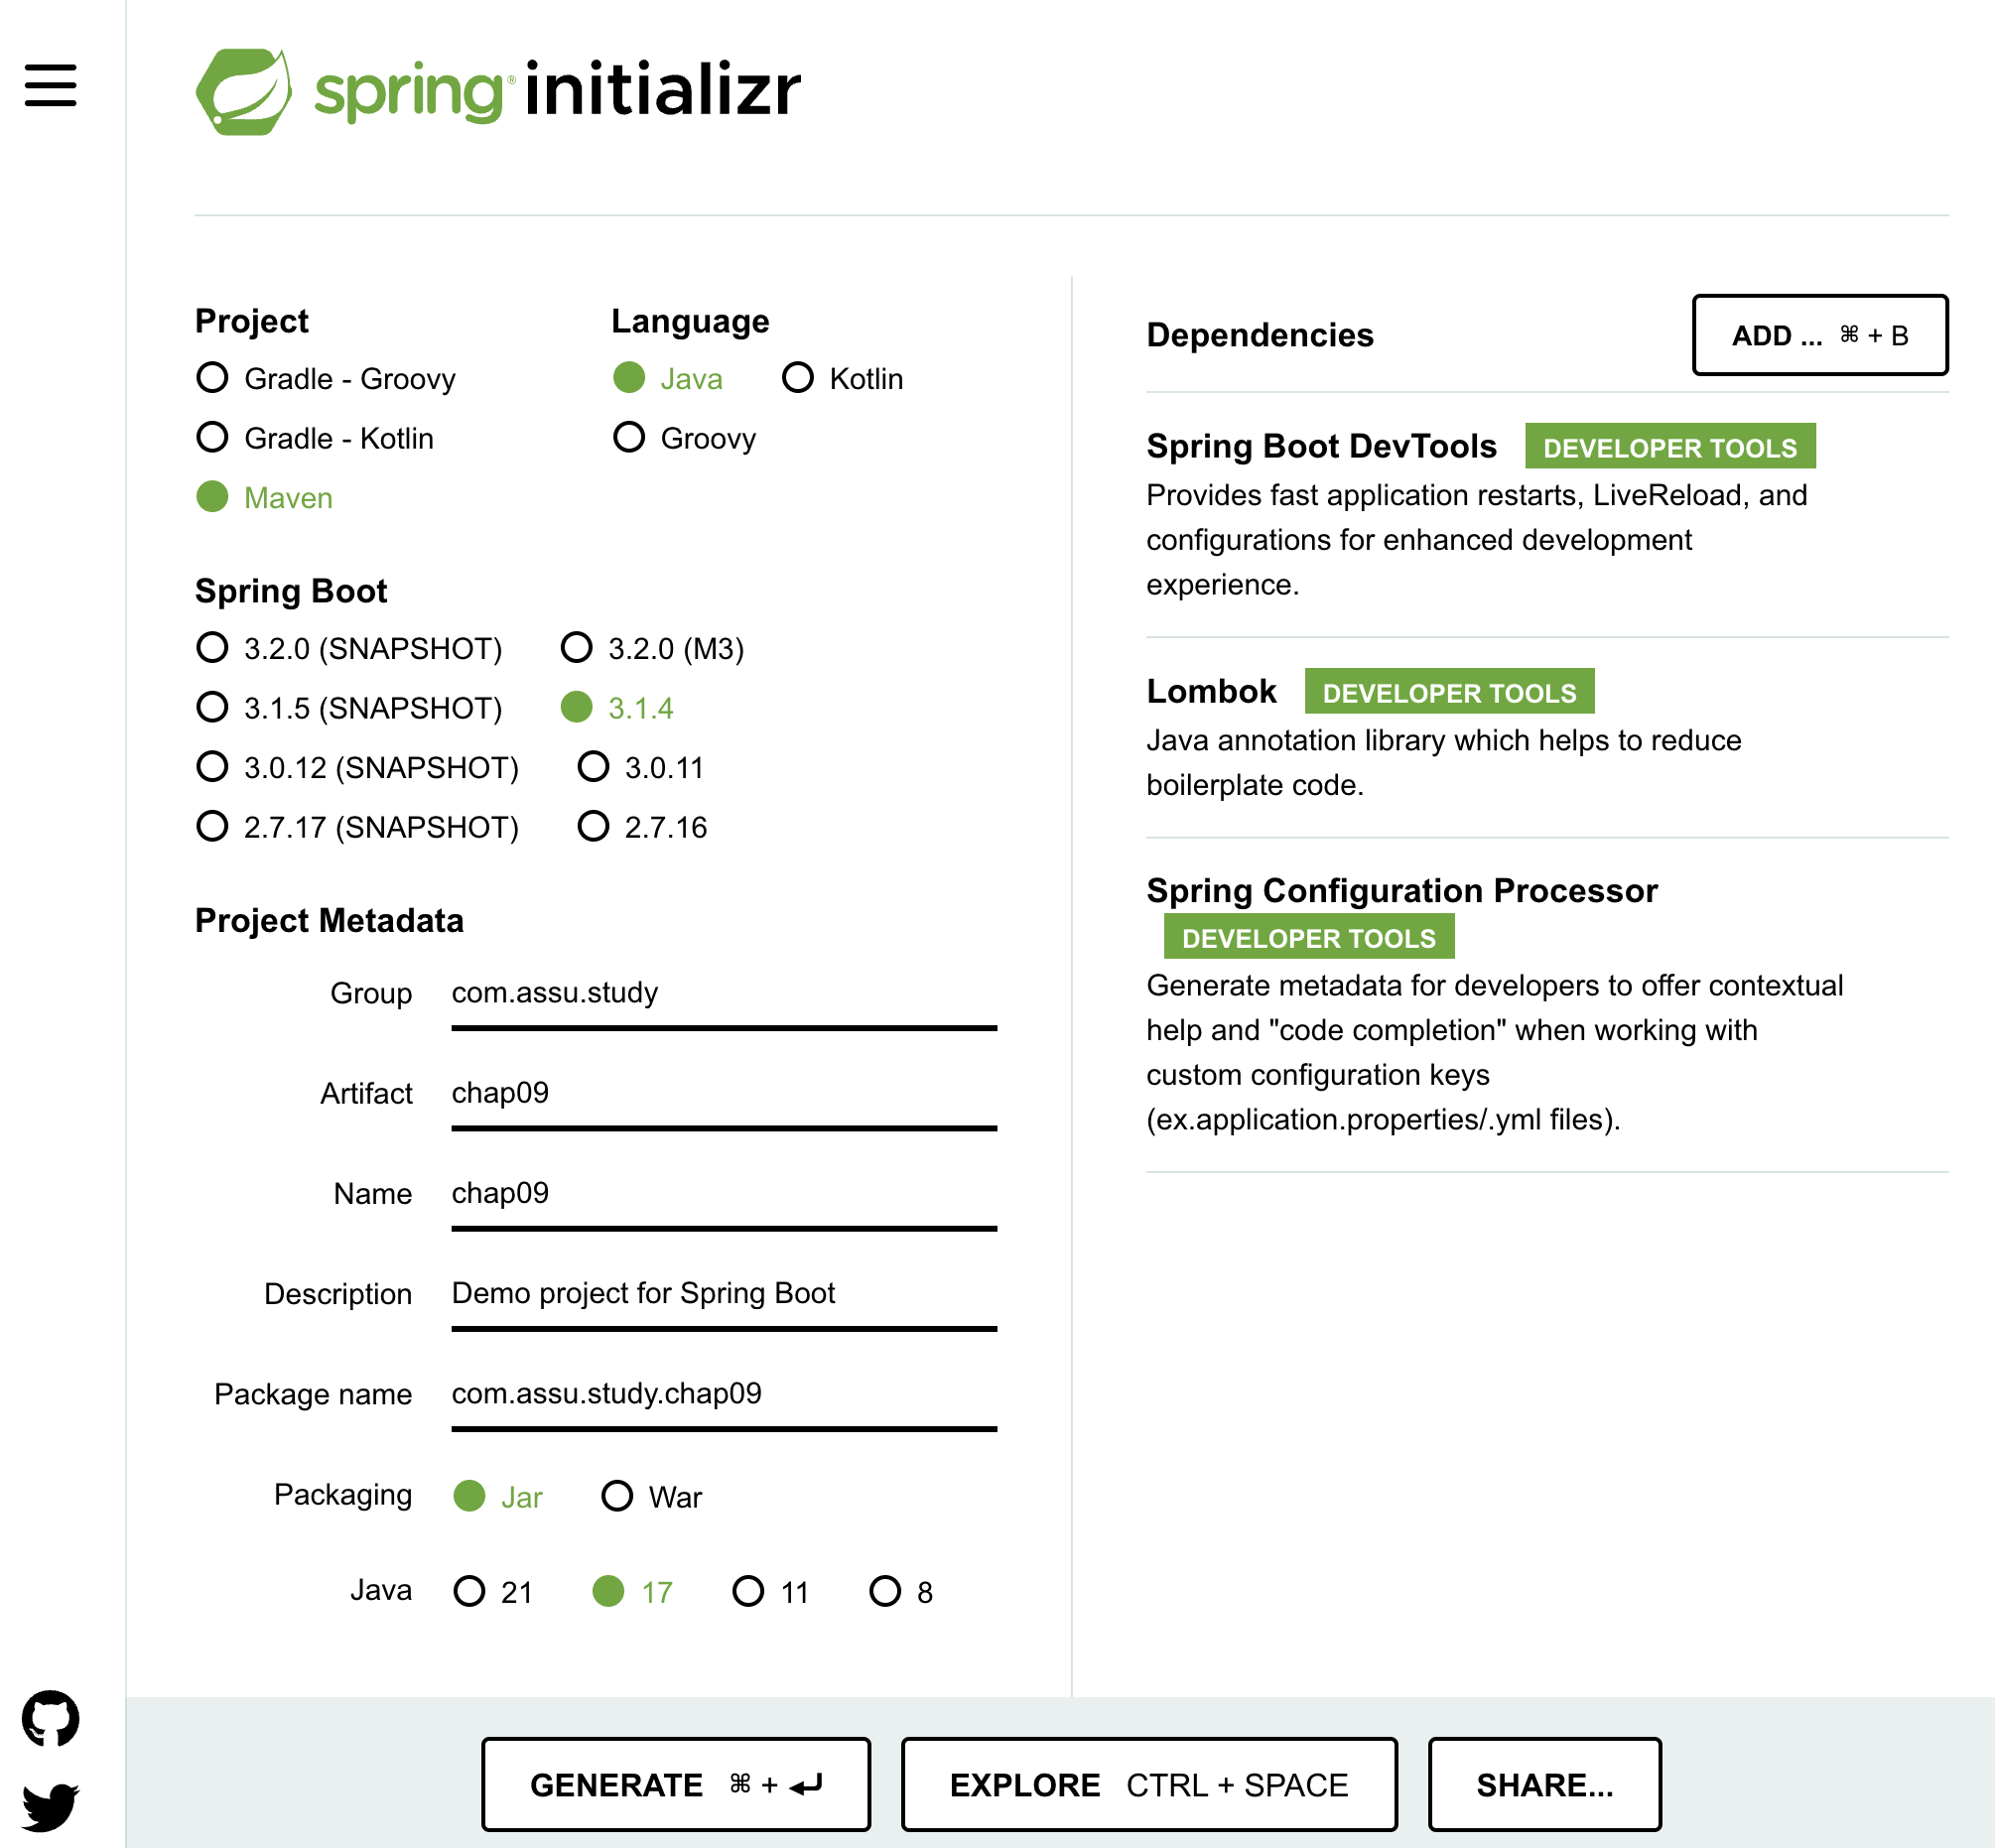 spring® initializr
Project
Gradle - Groovy
Gradle - Kotlin
Maven
Language
Java Kotlin
Groovy
Spring Boot
3.2.0 (SNAPSHOT) 3.2.0 (M3)
3.1.5 (SNAPSHOT) 3.1.4
3.0.12 (SNAPSHOT) 3.0.11
2.7.17 (SNAPSHOT) 2.7.16
Project Metadata
Group com.assu.study
Artifact chap09
Name chap09
Description Demo project for Spring Boot
Package name com.assu.study.chap09
Packaging Jar War
Java 21 17 11 8
Dependencies ADD ... ⌘ + B
Spring Boot DevTools DEVELOPER TOOLS
Provides fast application restarts, LiveReload, and
configurations for enhanced development
experience.
Lombok DEVELOPER TOOLS
Java annotation library which helps to reduce
boilerplate code.
Spring Configuration Processor
DEVELOPER TOOLS
Generate metadata for developers to offer contextual
help and "code completion" when working with
custom configuration keys
(ex.application.properties/.yml files).
GENERATE ⌘ + ⏎ EXPLORE CTRL + SPACE SHARE...